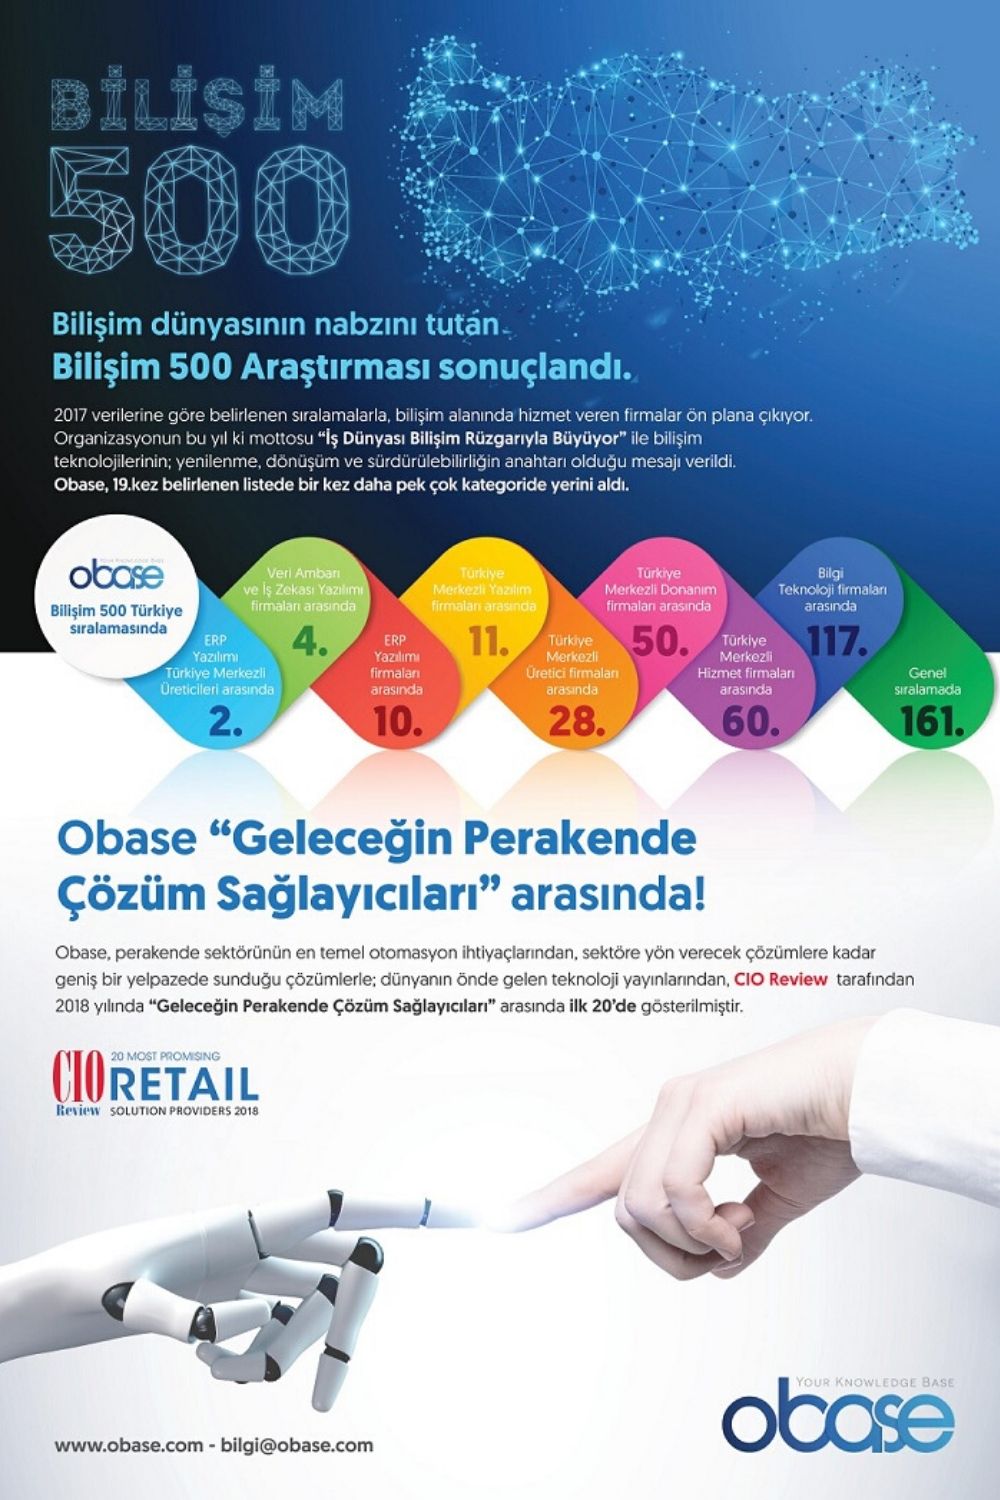 BİLİŞİM
500
Bilişim dünyasının nabzını tutan
Bilişim 500 Araştırması sonuçlandı.
2017 verilerine göre belirlenen sıralamalarla, bilişim alanında hizmet veren firmalar ön plana çıkıyor.
Organizasyonun bu yıl ki mottosu “İş Dünyası Bilişim Rüzgarıyla Büyüyor” ile bilişim
teknolojilerinin; yenilenme, dönüşüm ve sürdürülebilirliğin anahtarı olduğu mesajı verildi.
Obase, 19.kez belirlenen listede bir kez daha pek çok kategoride yerini aldı.
YOUR KNOWLEDGE BASE
obase
Bilişim 500 Türkiye
sıralamasında
ERP
Yazılımı
Türkiye Merkezli
Üreticileri arasında
2.
Veri Ambarı
ve İş Zekası Yazılımı
firmaları arasında
4.
ERP
Yazılımı
firmaları
arasında
10.
Türkiye
Merkezli Yazılım
firmaları arasında
11.
Türkiye
Merkezli
Üretici firmaları
arasında
28.
Türkiye
Merkezli Donanım
firmaları arasında
50.
Türkiye
Merkezli
Hizmet firmaları
arasında
60.
Bilgi
Teknoloji firmaları
arasında
117.
Genel
sıralamada
161.
Obase “Geleceğin Perakende
Çözüm Sağlayıcıları” arasında!
Obase, perakende sektörünün en temel otomasyon ihtiyaçlarından, sektöre yön verecek çözümlere kadar
geniş bir yelpazede sunduğu çözümlerle; dünyanın önde gelen teknoloji yayınlarından, CIO Review tarafından
2018 yılında “Geleceğin Perakende Çözüm Sağlayıcıları” arasında ilk 20’de gösterilmiştir.
CIO
Review
20 MOST PROMISING
RETAIL
SOLUTION PROVIDERS 2018
YOUR KNOWLEDGE BASE
obase
www.obase.com - bilgi@obase.com